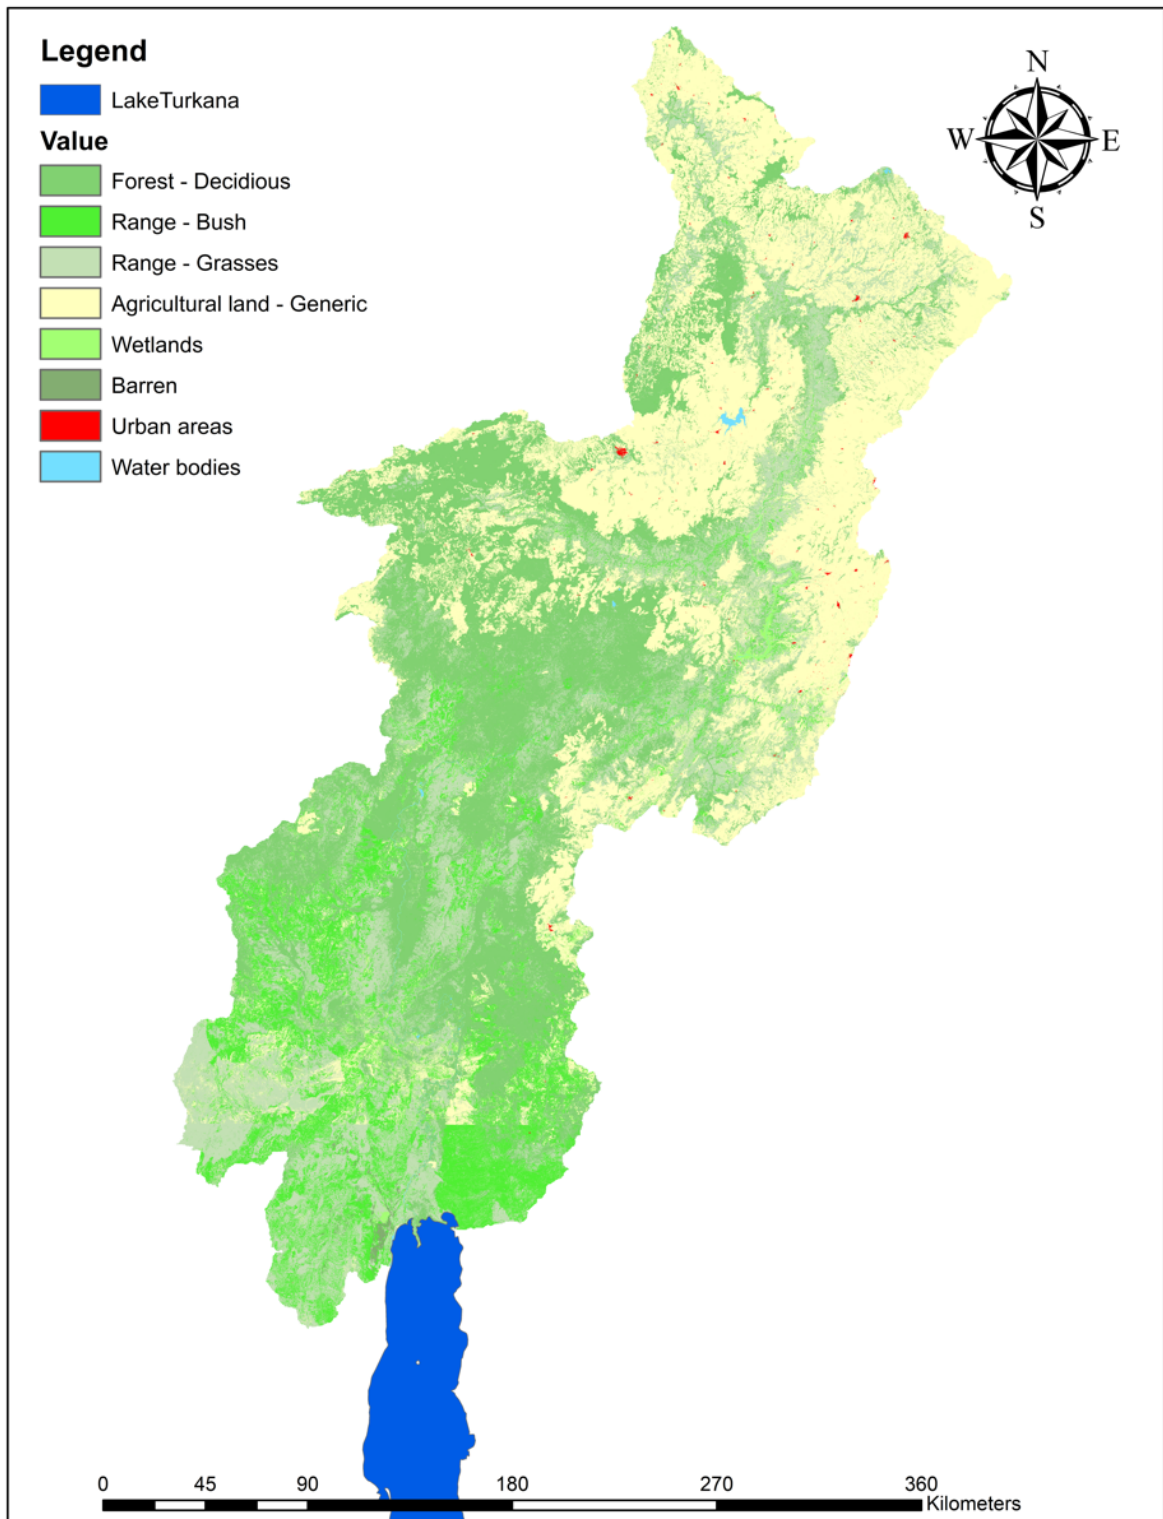 Legend
LakeTurkana
Value
Forest - Decidious
Range - Bush
Range - Grasses
Agricultural land - Generic
Wetlands
Barren
Urban areas
Water bodies
N
W E
S
0 45 90 180 270 360
Kilometers